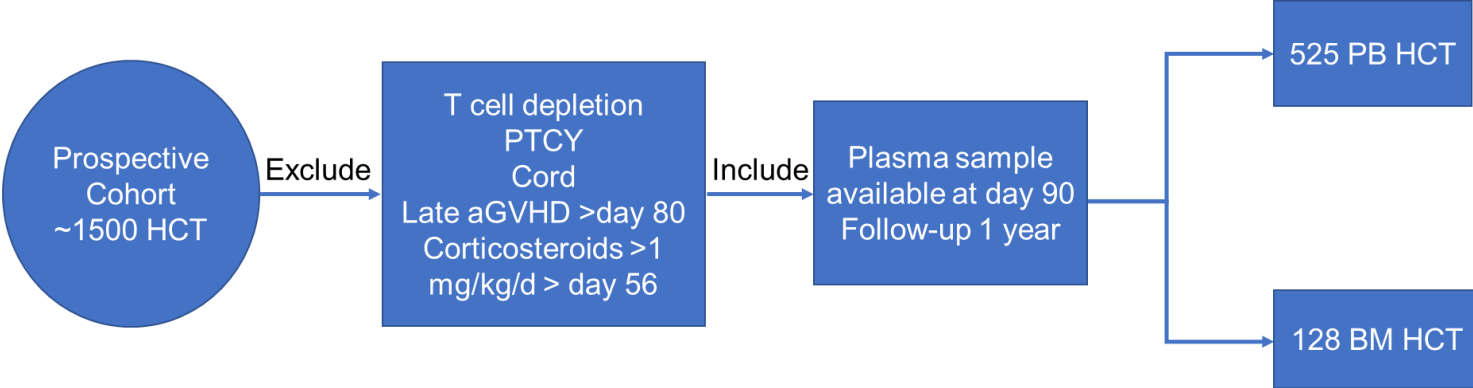 Prospective
Cohort
~1500 HCT
Exclude
T cell depletion
PTCY
Cord
Late aGVHD >day 80
Corticosteroids >1
mg/kg/d > day 56
Include
Plasma sample
available at day 90
Follow-up 1 year
525 PB HCT
128 BM HCT